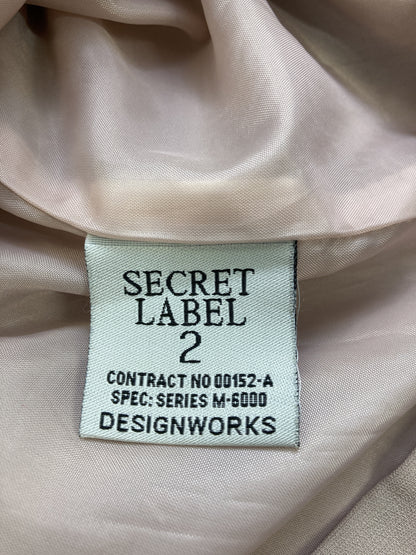 SECRET
LABEL
2
CONTRACT NO 00152-A
SPEC: SERIES M-6000
DESIGNWORKS